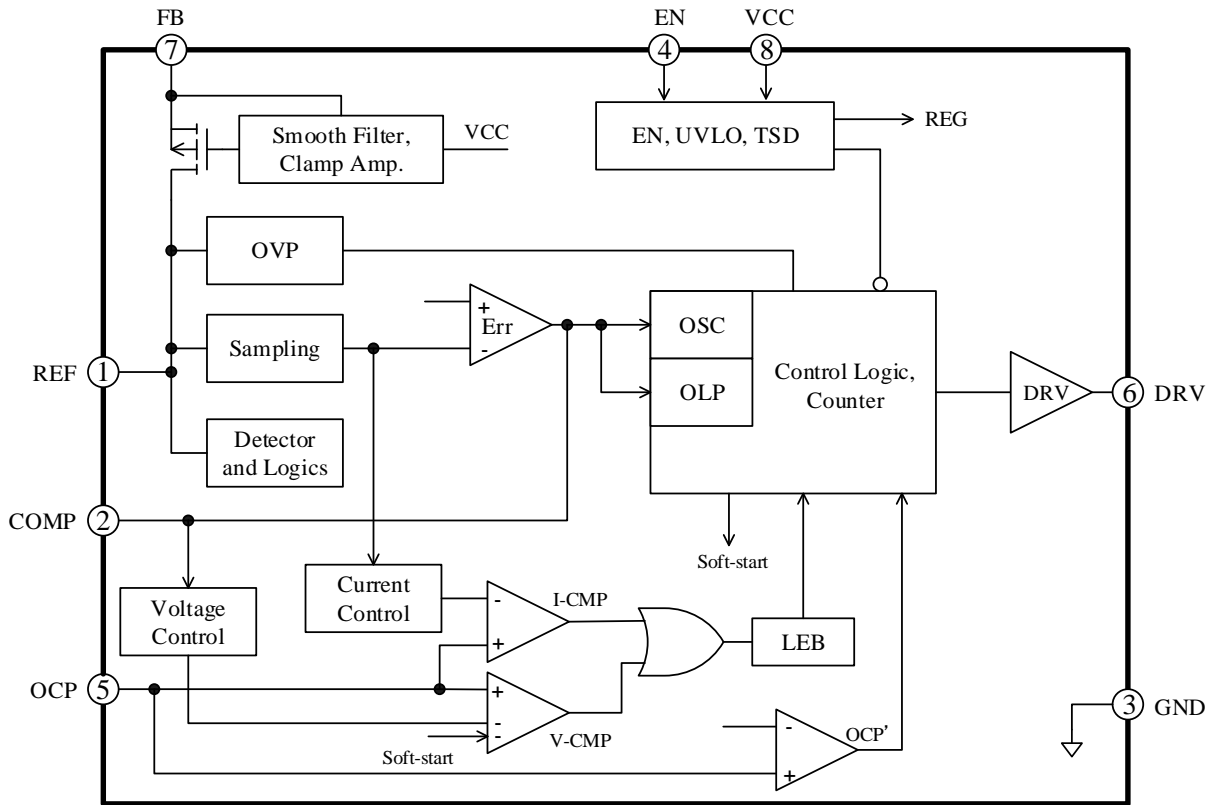 FB
EN
VCC
7
4
8
Smooth Filter,
Clamp Amp.
VCC
EN, UVLO, TSD
REG
OVP
+
Err
-
OSC
Sampling
REF
1
OLP
Control Logic,
Counter
DRV
6
DRV
Detector
and Logics
COMP
2
Soft-start
Current
Control
Voltage
Control
-
I-CMP
+
LEB
OCP
5
+
-
-
V-CMP
Soft-start
-
OCP'
+
3
GND